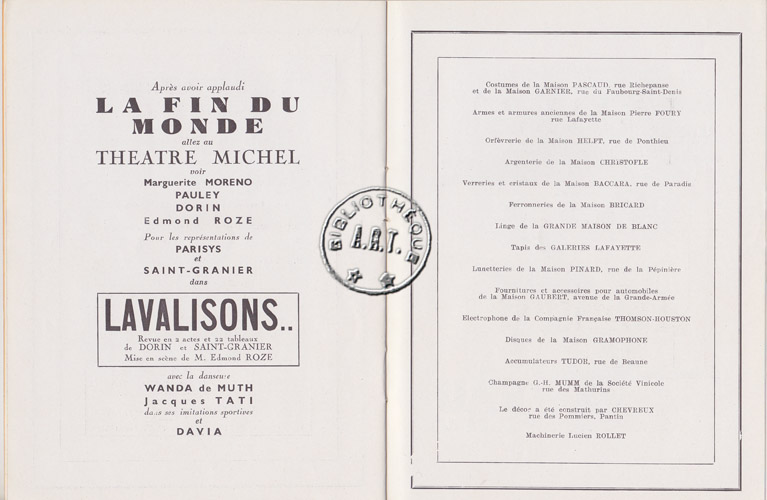 Après avoir applaudi
LA FIN DU
MONDE
allez au
THEATRE MICHEL
voir
Marguerite MORENO
PAULEY
DORIN
Edmond ROZE
Pour les représentations de
PARISYS
et
SAINT-GRANIER
dans
LAVALISONS..
Revue en 2 actes et 22 tableaux
de DORIN et SAINT-GRANIER
Mise en scène de M. Edmond ROZE
avec la danseuse
WANDA de MUTH
Jacques TATI
dans ses imitations sportives
et
DAVIA
BIBLIOTHÈQUE
A.R.T.
Costumes de la Maison PASCAUD, rue Richepanse
et de la Maison GARNIER, rue du Faubourg-Saint-Denis
Armes et armures anciennes de la Maison Pierre FOURY
rue Lafayette
Orfèvrerie de la Maison HELFT, rue de Ponthieu
Argenterie de la Maison CHRISTOFLE
Verreries et cristaux de la Maison BACCARA, rue de Paradis
Ferronneries de la Maison BRICARD
Linge de la GRANDE MAISON DE BLANC
Tapis des GALERIES LAFAYETTE
Lunetteries de la Maison PINARD, rue de la Pépinière
Fournitures et accessoires pour automobiles
de la Maison GAUBERT, avenue de la Grande-Armée
Electrophone de la Compagnie Française THOMSON-HOUSTON
Disques de la Maison GRAMOPHONE
Accumulateurs TUDOR, rue de Beaune
Champagne G.-H. MUMM de la Société Vinicole
rue des Mathurins
Le décor a été construit par CHEVREUX
rue des Pommiers, Pantin
Machinerie Lucien ROLLET